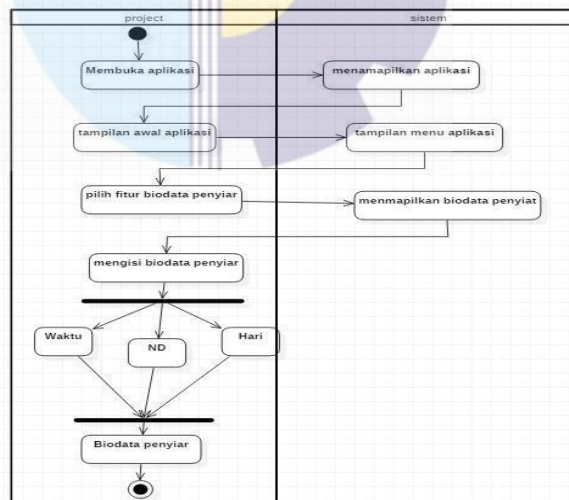 project
sistem
Membuka aplikasi
menamapilkan aplikasi
tampilan awal aplikasi
tampilan menu aplikasi
pilih fitur biodata penyiar
menmapilkan biodata penyiat
mengisi biodata penyiar
Waktu
ND
Hari
Biodata penyiar